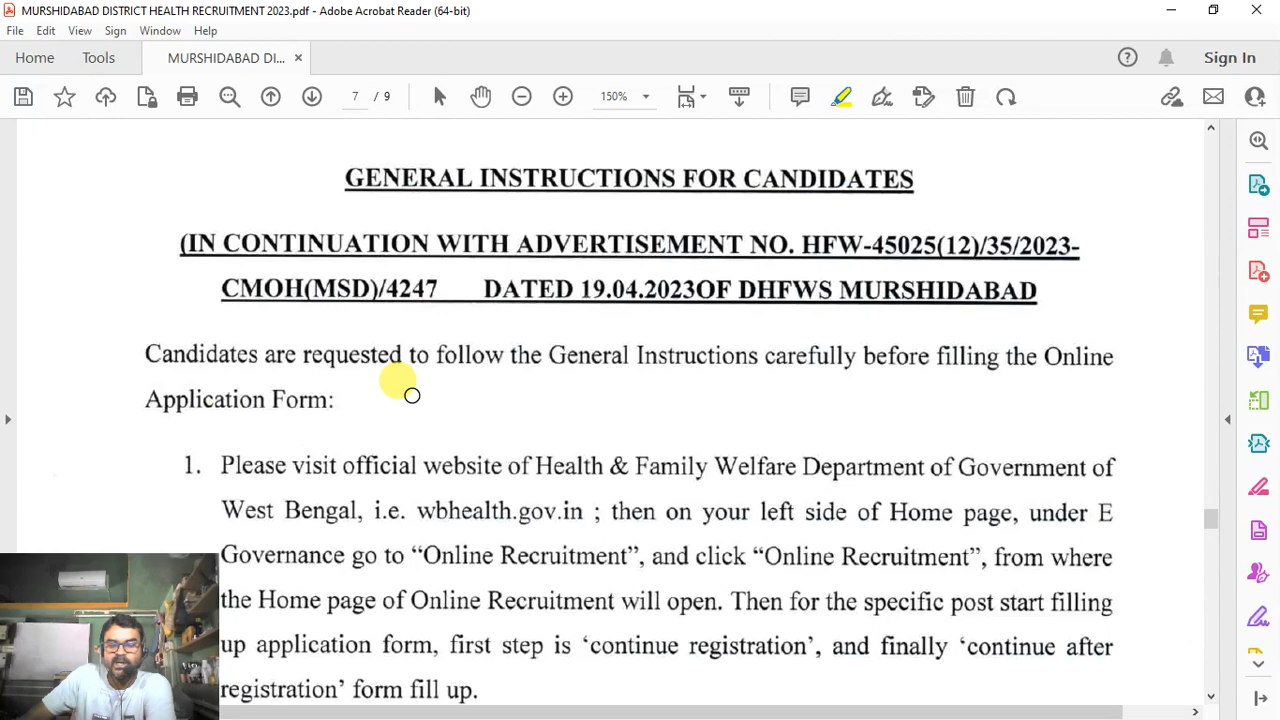 MURSHIDABAD DISTRICT HEALTH RECRUITMENT 2023.pdf - Adobe Acrobat Reader (64-bit)
File Edit View Sign Window Help
Home Tools MURSHIDABAD DI... Sign In
7 / 9 150%
GENERAL INSTRUCTIONS FOR CANDIDATES
(IN CONTINUATION WITH ADVERTISEMENT NO. HFW-45025(12)/35/2023-
CMOH(MSD)/4247 DATED 19.04.2023OF DHFWS MURSHIDABAD
Candidates are requested to follow the General Instructions carefully before filling the Online
Application Form:
1. Please visit official website of Health & Family Welfare Department of Government of
West Bengal, i.e. wbhealth.gov.in ; then on your left side of Home page, under E
Governance go to “Online Recruitment”, and click “Online Recruitment”, from where
the Home page of Online Recruitment will open. Then for the specific post start filling
up application form, first step is ‘continue registration’, and finally ‘continue after
registration’ form fill up.